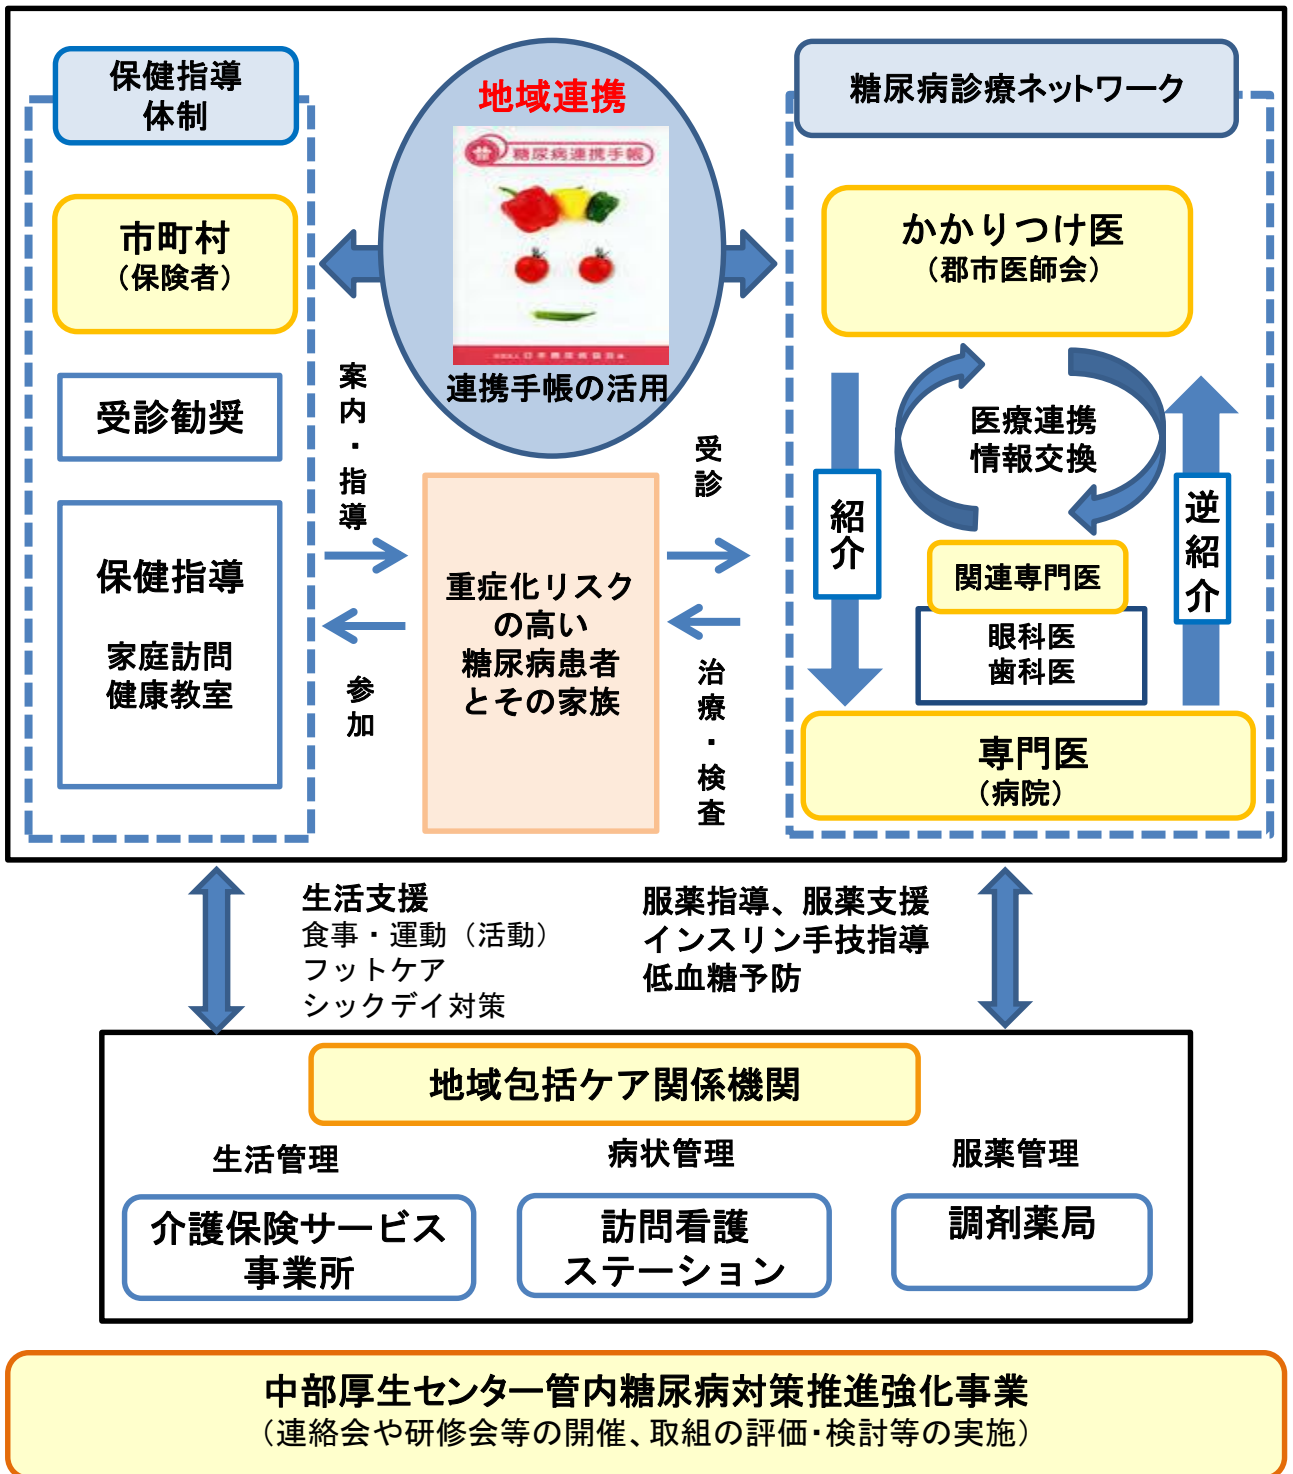 保健指導
体制
市町村
（保険者）
受診勧奨
保健指導
家庭訪問
健康教室
地域連携
糖尿病連携手帳
連携手帳の活用
案内・指導
参加
重症化リスク
の高い
糖尿病患者
とその家族
受診
治療・検査
糖尿病診療ネットワーク
かかりつけ医
（郡市医師会）
医療連携
情報交換
紹介
逆紹介
関連専門医
眼科医
歯科医
専門医
（病院）
生活支援
食事・運動（活動）
フットケア
シックデイ対策
服薬指導、服薬支援
インスリン手技指導
低血糖予防
地域包括ケア関係機関
生活管理
介護保険サービス
事業所
病状管理
訪問看護
ステーション
服薬管理
調剤薬局
中部厚生センター管内糖尿病対策推進強化事業
（連絡会や研修会等の開催、取組の評価・検討等の実施）